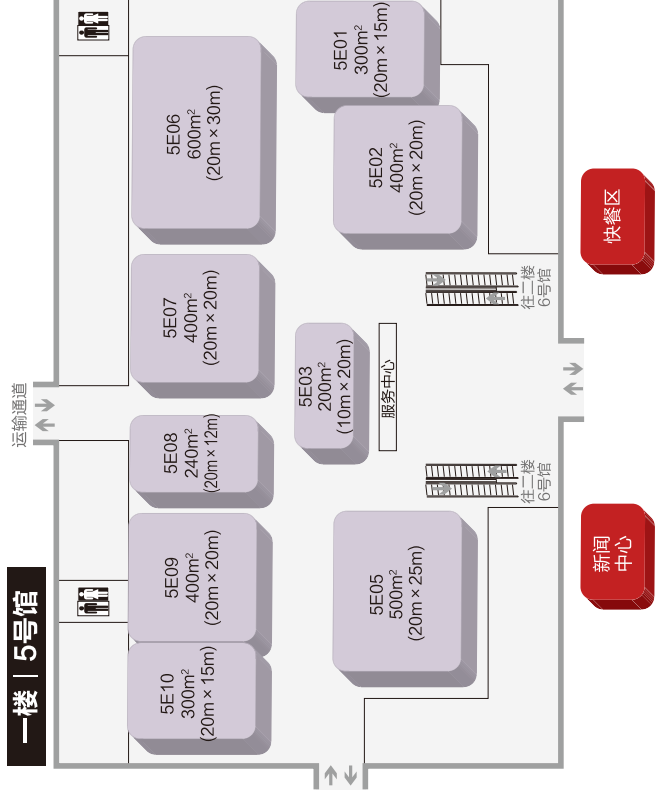 一楼 | 5号馆
运输通道
5E10
300m²
(20m×15m)
5E09
400m²
(20m×20m)
5E08
240m²
(20m×12m)
5E07
400m²
(20m×20m)
5E06
600m²
(20m×30m)
5E05
500m²
(20m×25m)
5E03
200m²
(10m×20m)
服务中心
5E02
400m²
(20m×20m)
5E01
300m²
(20m×15m)
往二楼
6号馆
往二楼
6号馆
新闻
中心
快餐区